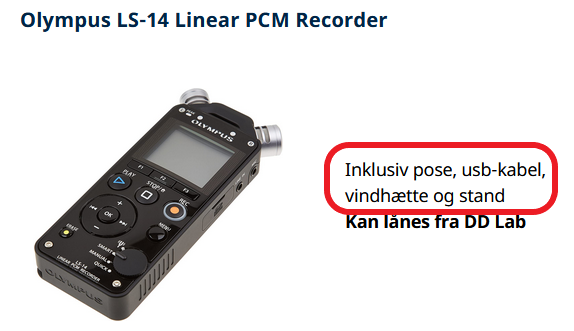 Olympus LS-14 Linear PCM Recorder
OLYMPUS
F1 F2 F3
PLAY
STOP/
REC
OK
MENU
ERASE
SMART
MANUAL
QUICK
LS-14
LINEAR PCM RECORDER
OLYMPUS
Inklusiv pose, usb-kabel,
vindhætte og stand
Kan lånes fra DD Lab